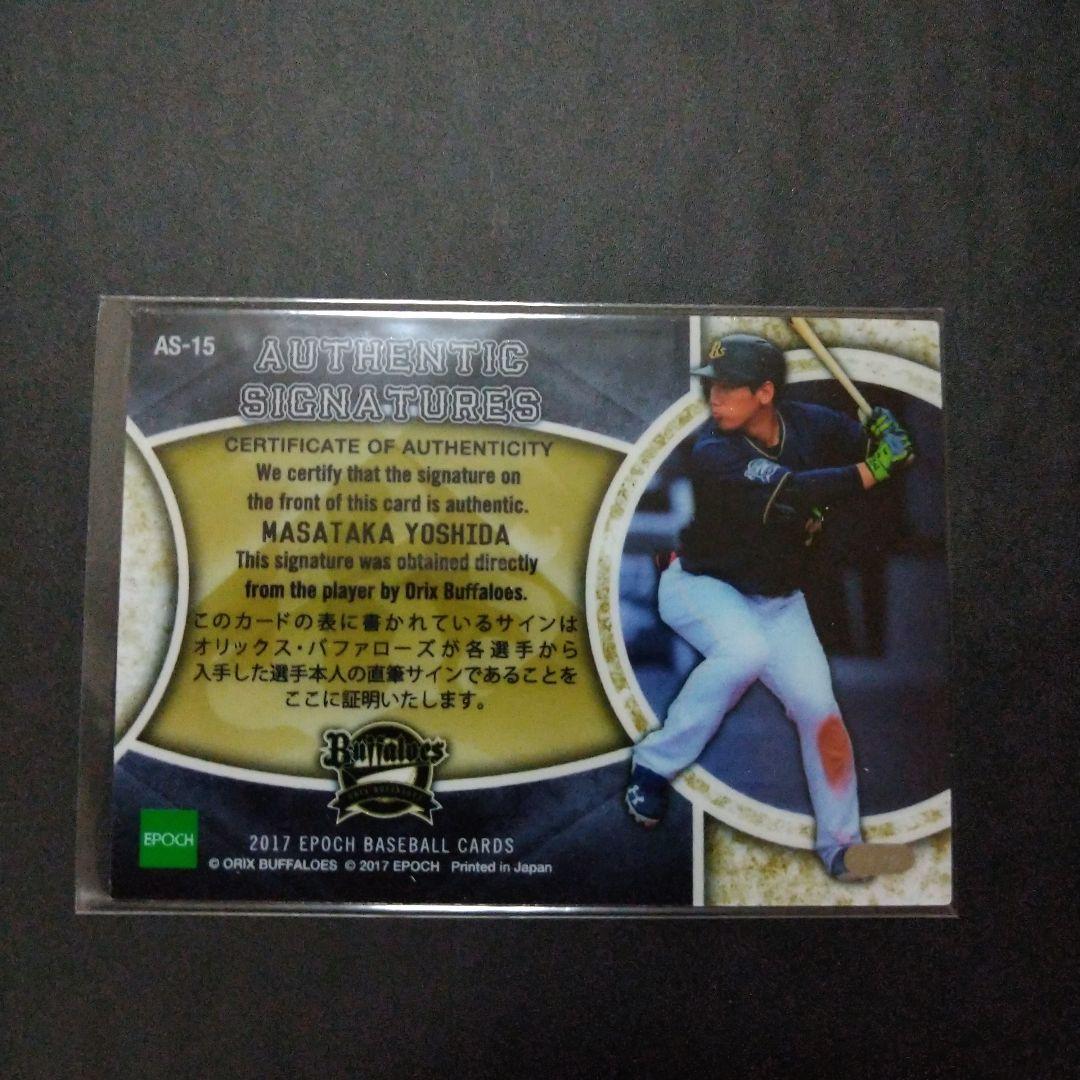 AS-15
AUTHENTIC
SIGNATURES
CERTIFICATE OF AUTHENTICITY
We certify that the signature on
the front of this card is authentic.
MASATAKA YOSHIDA
This signature was obtained directly
from the player by Orix Buffaloes.
このカードの表に書かれているサインは
オリックス・バファローズが各選手から
入手した選手本人の直筆サインであることを
ここに証明いたします。
Buffaloes
ORIX BUFFALOES
EPOCH
2017 EPOCH BASEBALL CARDS
© ORIX BUFFALOES © 2017 EPOCH Printed in Japan
Bs